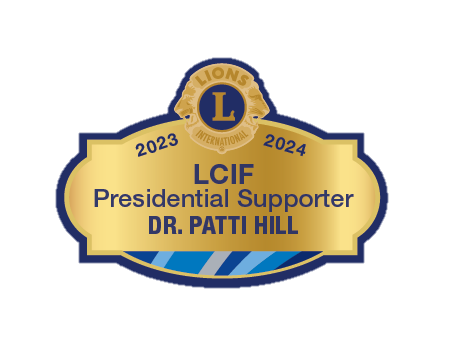 LIONS
L
INTERNATIONAL
2023 2024
LCIF
Presidential Supporter
DR. PATTI HILL